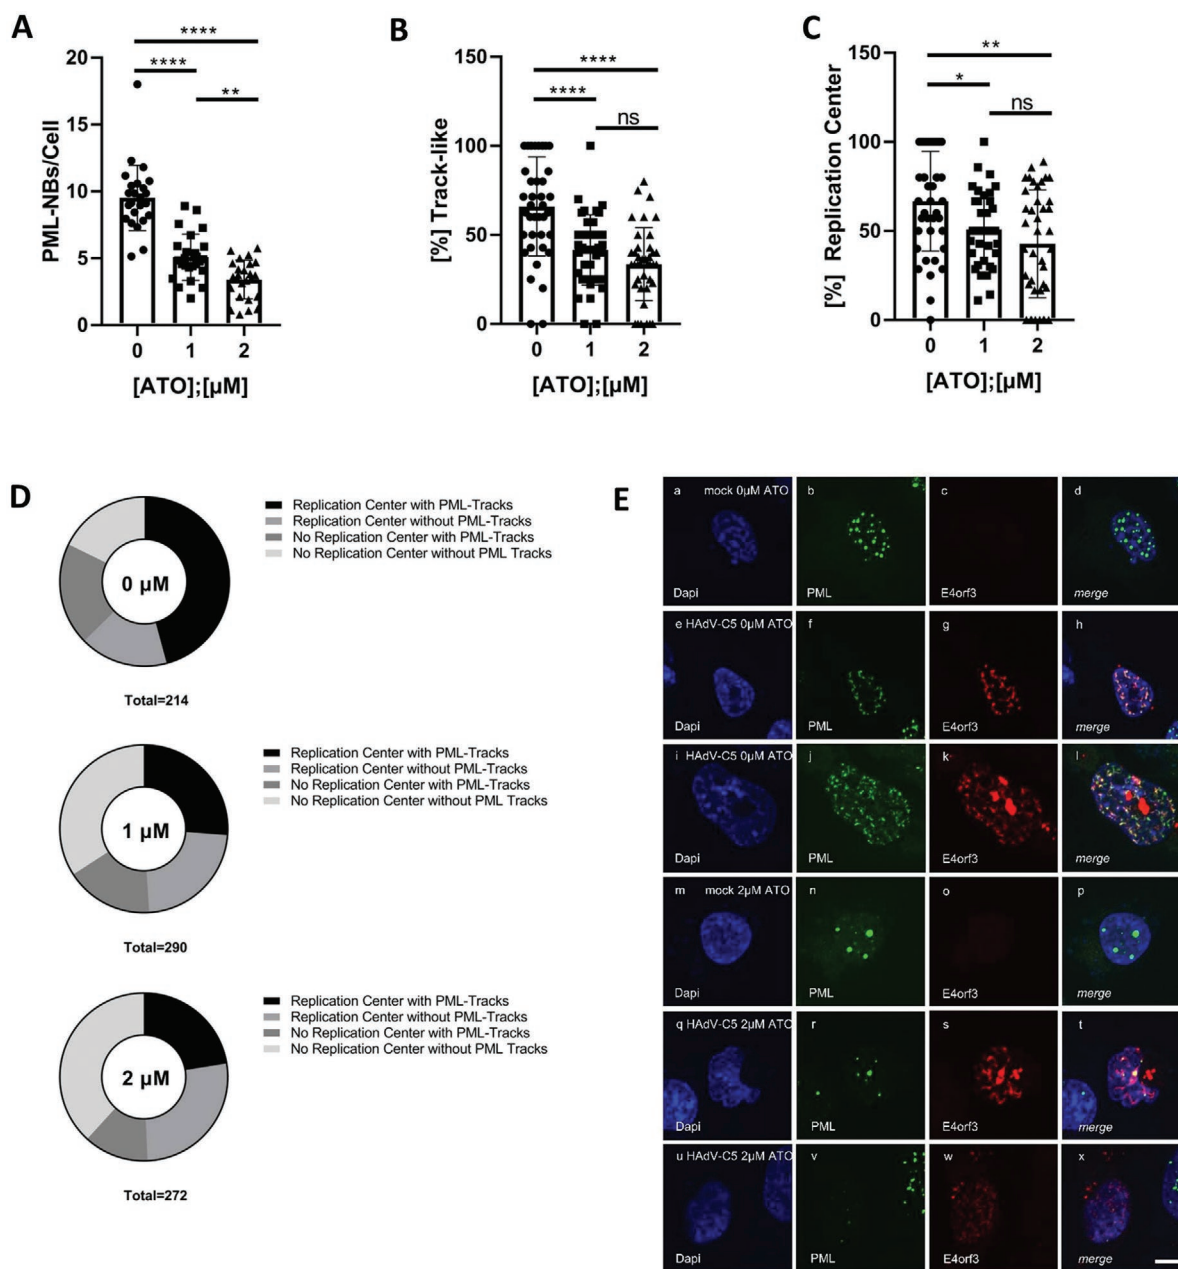 A
****
****
**
PML-NBs/Cell
20
15
10
5
0
0 1 2
[ATO];[µM]
B
****
****
ns
[%] Track-like
150
100
50
0
0 1 2
[ATO];[µM]
C
**
*
ns
[%] Replication Center
150
100
50
0
0 1 2
[ATO];[µM]
D
0 µM
Replication Center with PML-Tracks
Replication Center without PML-Tracks
No Replication Center with PML-Tracks
No Replication Center without PML Tracks
Total=214
1 µM
Replication Center with PML-Tracks
Replication Center without PML-Tracks
No Replication Center with PML-Tracks
No Replication Center without PML Tracks
Total=290
2 µM
Replication Center with PML-Tracks
Replication Center without PML-Tracks
No Replication Center with PML-Tracks
No Replication Center without PML Tracks
Total=272
E
a mock 0µM ATO b c d
Dapi PML E4orf3 merge
e HAdV-C5 0µM ATO f g h
Dapi PML E4orf3 merge
i HAdV-C5 0µM ATO j k l
Dapi PML E4orf3 merge
m mock 2µM ATO n o p
Dapi PML E4orf3 merge
q HAdV-C5 2µM ATO r s t
Dapi PML E4orf3 merge
u HAdV-C5 2µM ATO v w x
Dapi PML E4orf3 merge